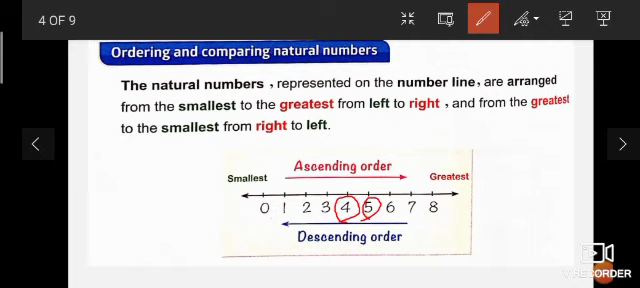 4 OF 9
Ordering and comparing natural numbers
The natural numbers , represented on the number line, are arranged
from the smallest to the greatest from left to right , and from the greatest
to the smallest from right to left.
Ascending order
Smallest
Greatest
0 1 2 3 4 5 6 7 8
Descending order
V RECORDER